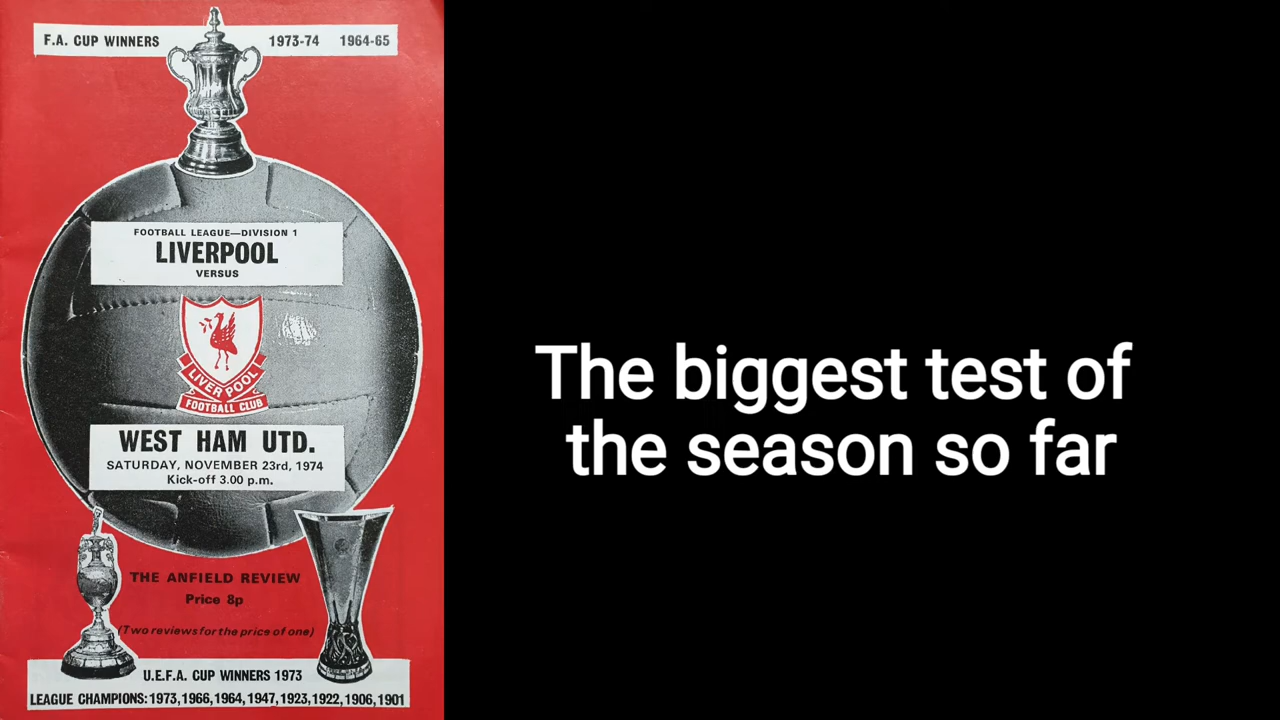 F.A. CUP WINNERS 1973-74 1964-65
FOOTBALL LEAGUE—DIVISION 1
LIVERPOOL
VERSUS
LIVERPOOL
FOOTBALL CLUB
WEST HAM UTD.
SATURDAY, NOVEMBER 23rd, 1974
Kick-off 3.00 p.m.
THE ANFIELD REVIEW
Price 8p
(Two reviews for the price of one)
U.E.F.A. CUP WINNERS 1973
LEAGUE CHAMPIONS: 1973, 1966, 1964, 1947, 1923, 1922, 1906, 1901
The biggest test of
the season so far